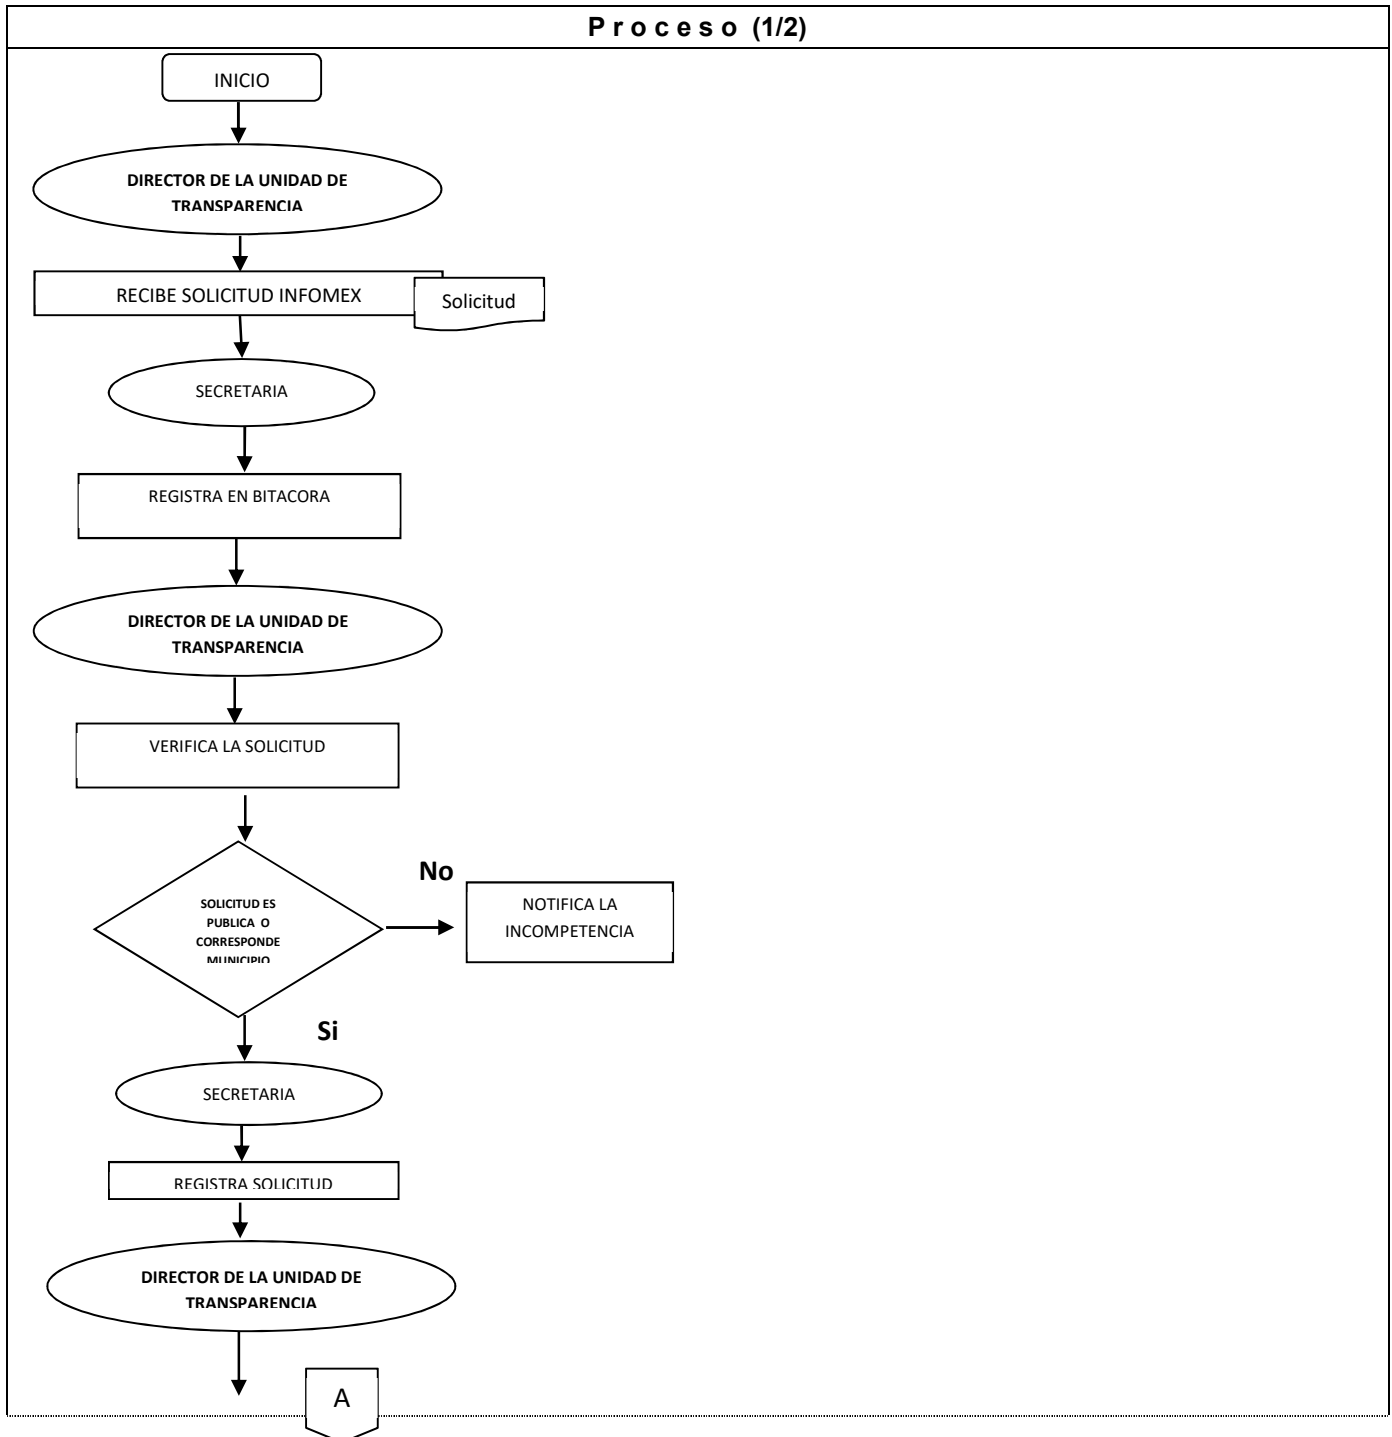 P r o c e s o (1/2)
INICIO
DIRECTOR DE LA UNIDAD DE
TRANSPARENCIA
RECIBE SOLICITUD INFOMEX
Solicitud
SECRETARIA
REGISTRA EN BITACORA
DIRECTOR DE LA UNIDAD DE
TRANSPARENCIA
VERIFICA LA SOLICITUD
No
SOLICITUD ES
PUBLICA O
CORRESPONDE
MUNICIPIO
NOTIFICA LA
INCOMPETENCIA
Si
SECRETARIA
REGISTRA SOLICITUD
DIRECTOR DE LA UNIDAD DE
TRANSPARENCIA
A